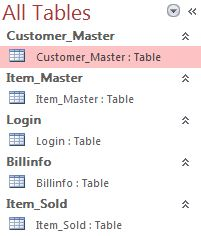 All Tables
Customer_Master
Customer_Master : Table
Item_Master
Item_Master : Table
Login
Login : Table
Billinfo
Billinfo : Table
Item_Sold
Item_Sold : Table